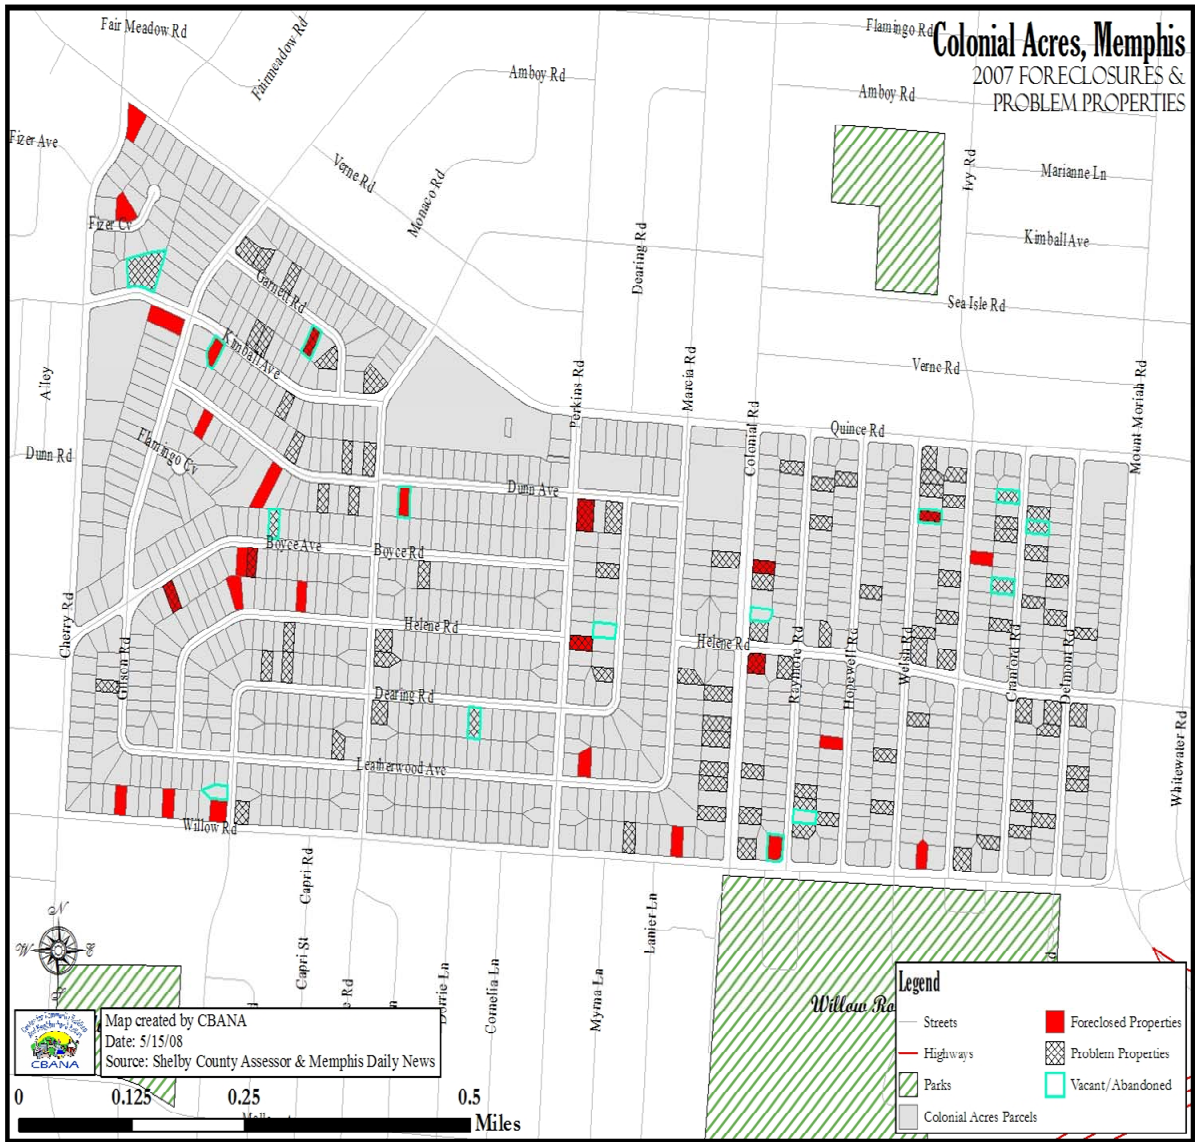 Colonial Acres, Memphis
2007 FORECLOSURES &
PROBLEM PROPERTIES
Fair Meadow Rd
Fairmeadow Rd
Flamingo Rd
Amboy Rd
Amboy Rd
Fizer Ave
Verne Rd
Monaco Rd
Ivy Rd
Marianne Ln
Kimball Ave
Fizer Cv
Dearing Rd
Garnett Rd
Sea Isle Rd
Kimball Ave
Verne Rd
Ailey
Perkins Rd
Marcia Rd
Colonial Rd
Mount Moriah Rd
Quince Rd
Flamingo Cv
Dunn Rd
Dunn Ave
Boyce Ave
Boyce Rd
Cherry Rd
Gilson Rd
Helene Rd
Helene Rd
Raymore Rd
Hopewell Rd
Welsh Rd
Cranford Rd
Delmont Rd
Dearing Rd
Leatherwood Ave
Whitewater Rd
Willow Rd
Capri Rd
Capri St
e Rd
Dorrie Ln
Cornelia Ln
Myrna Ln
Lanier Ln
Willow Ro
N
W
E
S
CBANA
Map created by CBANA
Date: 5/15/08
Source: Shelby County Assessor & Memphis Daily News
0
0.125
0.25
0.5
Miles
Legend
Streets
Highways
Parks
Colonial Acres Parcels
Foreclosed Properties
Problem Properties
Vacant/Abandoned